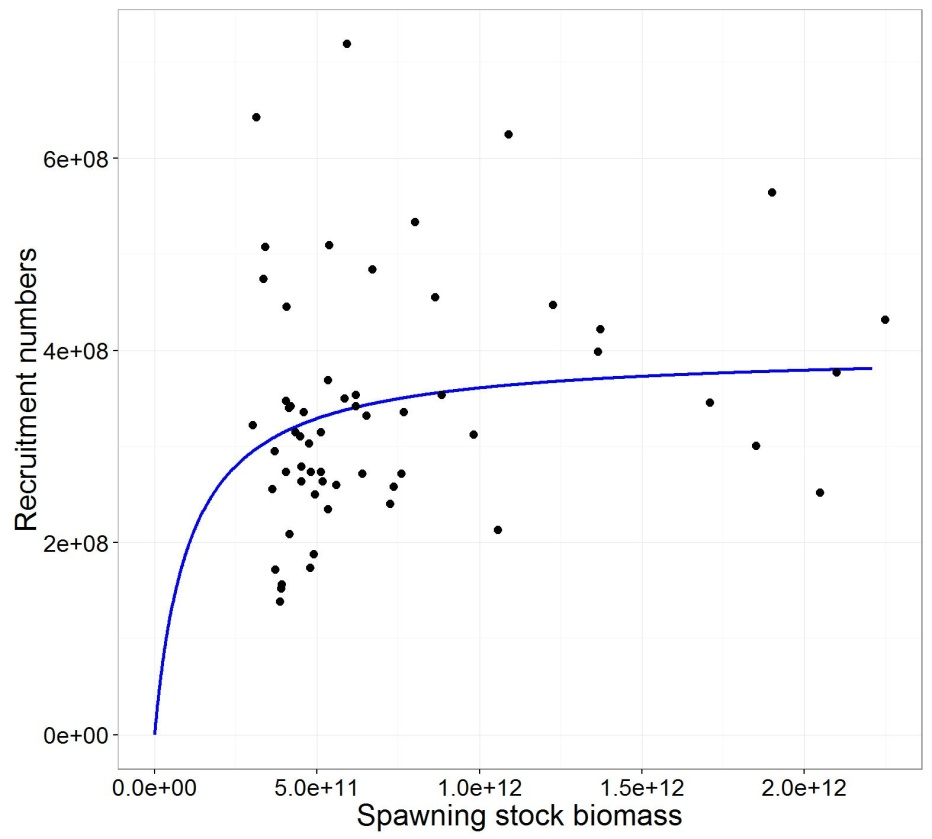 Recruitment numbers
6e+08
4e+08
2e+08
0e+00
0.0e+00 5.0e+11 1.0e+12 1.5e+12 2.0e+12
Spawning stock biomass